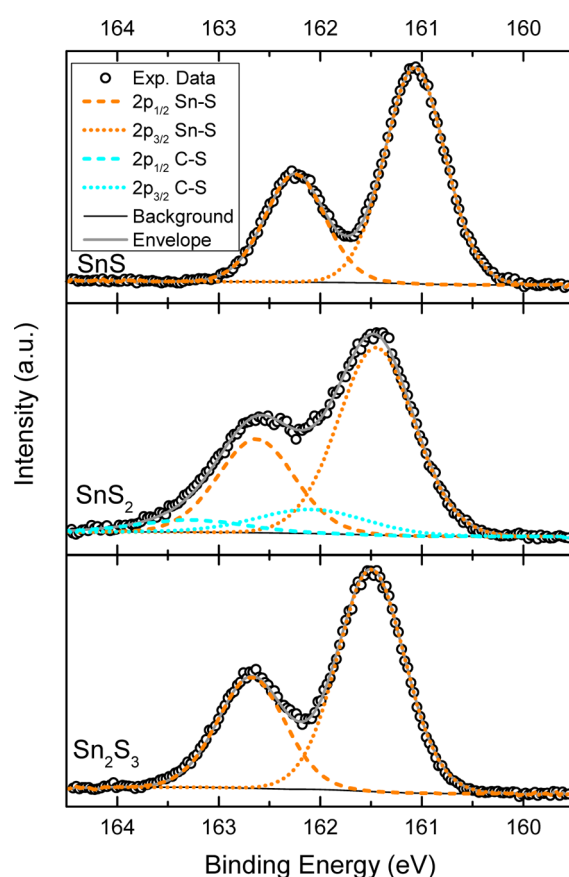 164 163 162 161 160
Exp. Data
2p₁/₂ Sn-S
2p₃/₂ Sn-S
2p₁/₂ C-S
2p₃/₂ C-S
Background
Envelope
SnS
Intensity (a.u.)
SnS₂
Sn₂S₃
164 163 162 161 160
Binding Energy (eV)